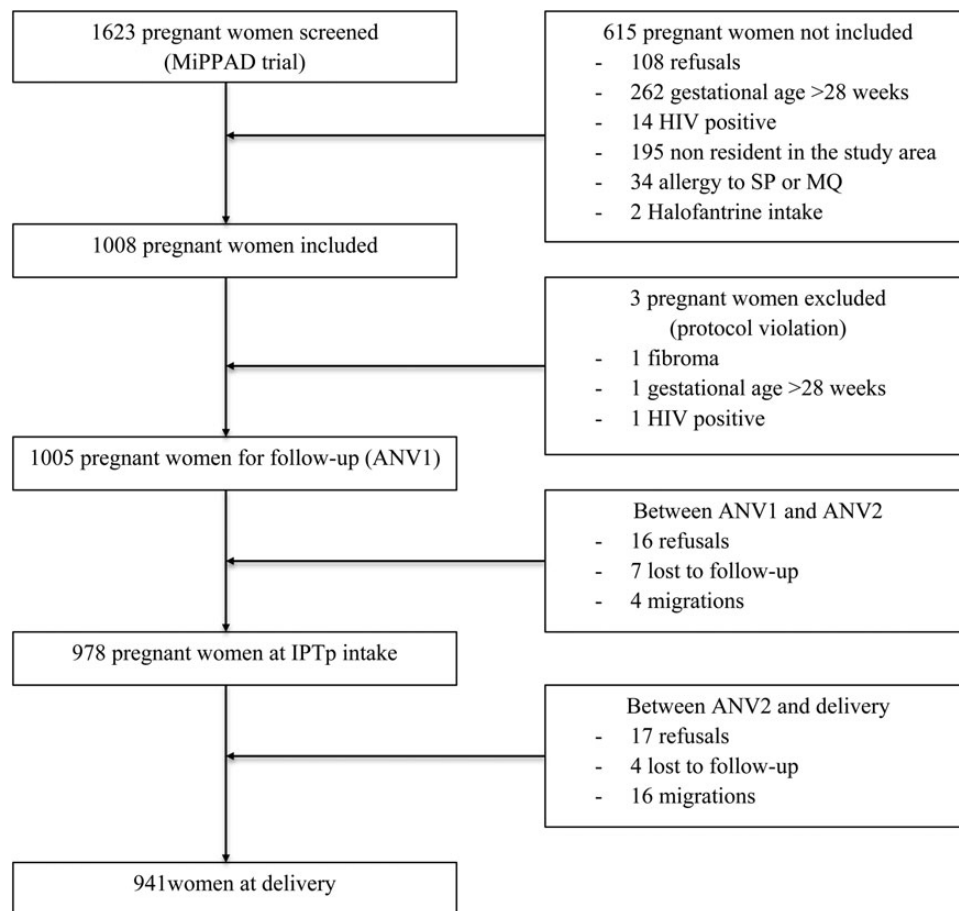 1623 pregnant women screened
(MiPPAD trial)
615 pregnant women not included
- 108 refusals
- 262 gestational age >28 weeks
- 14 HIV positive
- 195 non resident in the study area
- 34 allergy to SP or MQ
- 2 Halofantrine intake
1008 pregnant women included
3 pregnant women excluded
(protocol violation)
- 1 fibroma
- 1 gestational age >28 weeks
- 1 HIV positive
1005 pregnant women for follow-up (ANV1)
Between ANV1 and ANV2
- 16 refusals
- 7 lost to follow-up
- 4 migrations
978 pregnant women at IPTp intake
Between ANV2 and delivery
- 17 refusals
- 4 lost to follow-up
- 16 migrations
941women at delivery